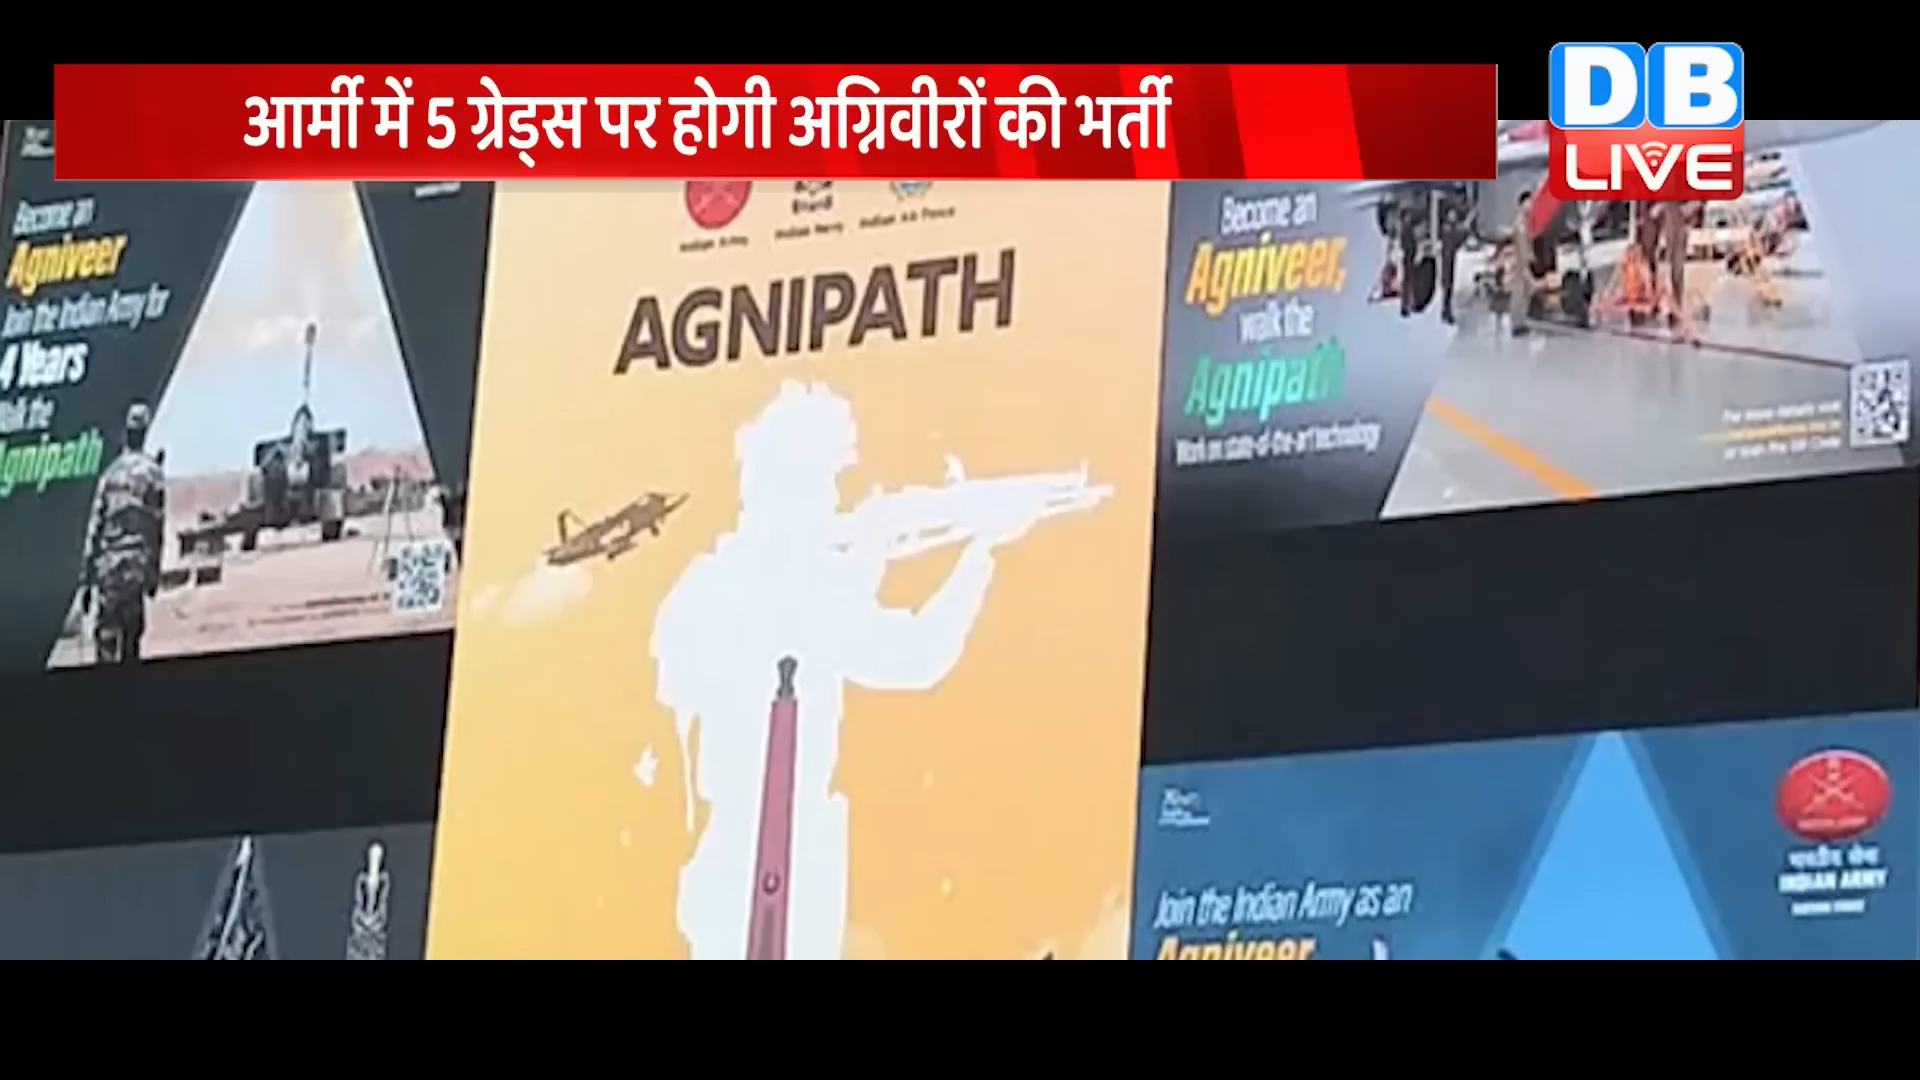 आर्मी में 5 ग्रेड्स पर होगी अग्निवीरों की भर्ती
DB
LIVE
Become an
Agniveer
Join the Indian Army for
4 Years
Walk the
Agnipath
Indian Army
Indian Navy
Indian Air Force
AGNIPATH
Become an
Agniveer,
walk the
Agnipath
Work on state-of-the-art technology
Join the Indian Army as an
Agniveer
INDIAN ARMY